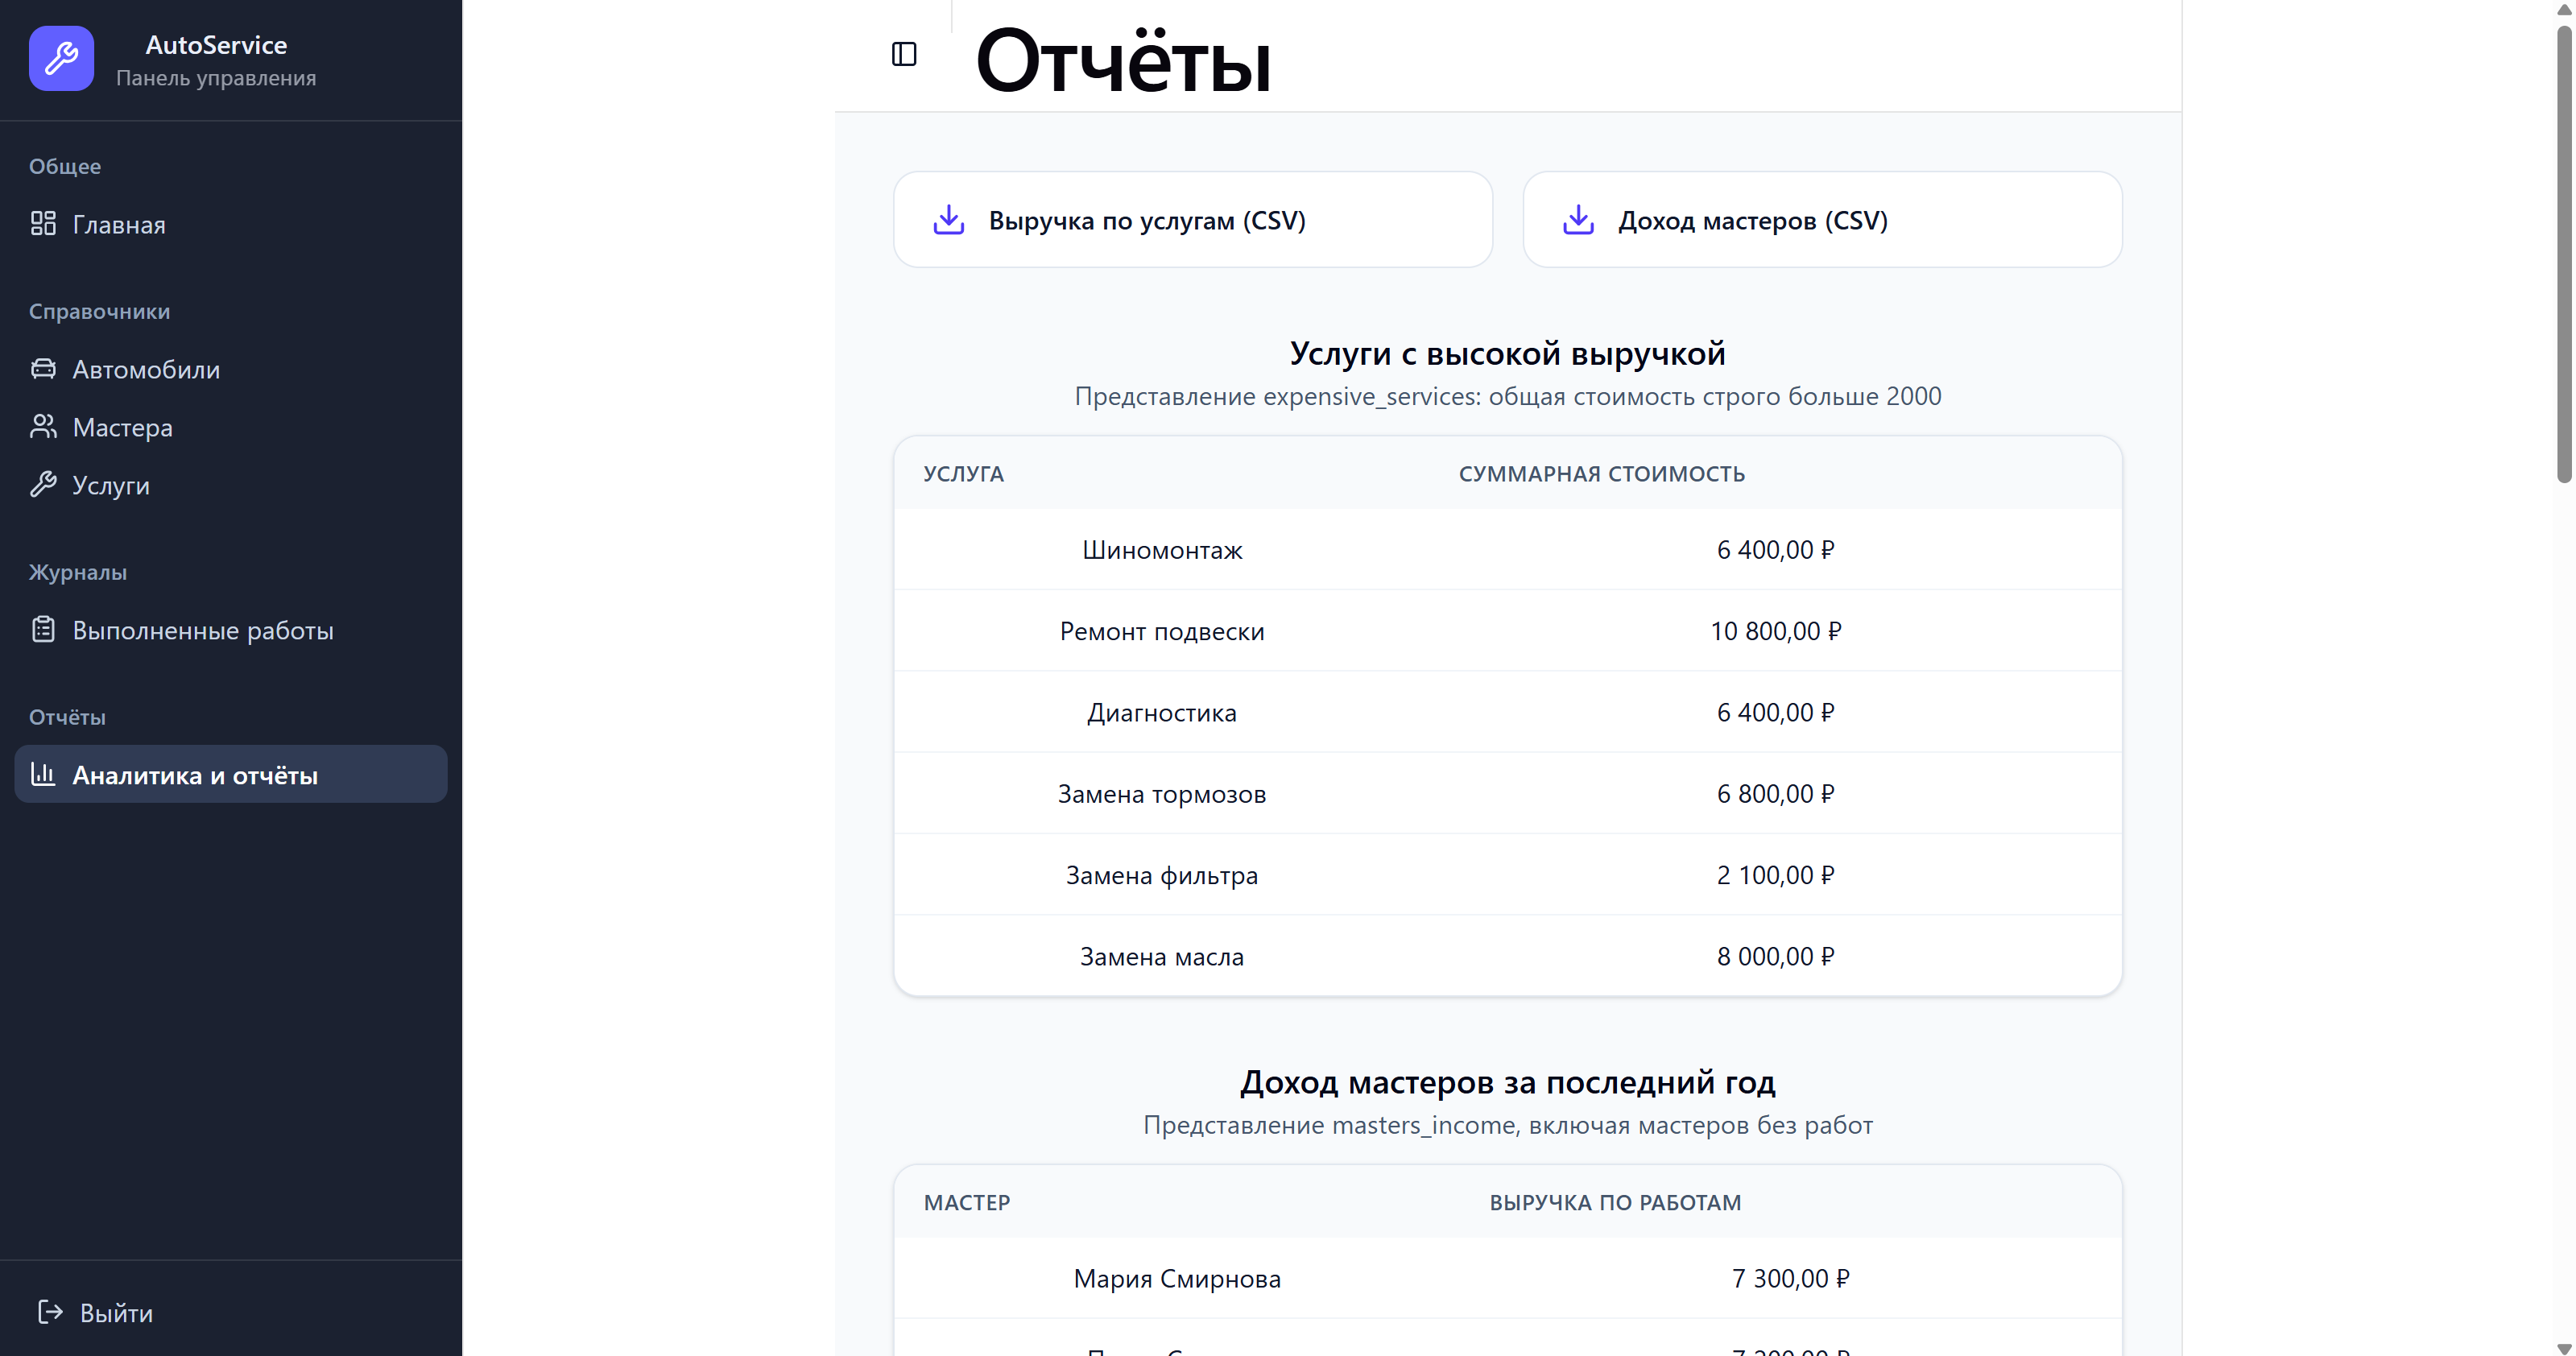 AutoService
Панель управления
Общее
Главная
Справочники
Автомобили
Мастера
Услуги
Журналы
Выполненные работы
Отчёты
Аналитика и отчёты
Выйти
Отчёты
Выручка по услугам (CSV)
Доход мастеров (CSV)
Услуги с высокой выручкой
Представление expensive_services: общая стоимость строго больше 2000
УСЛУГА СУММАРНАЯ СТОИМОСТЬ
Шиномонтаж 6 400,00 ₽
Ремонт подвески 10 800,00 ₽
Диагностика 6 400,00 ₽
Замена тормозов 6 800,00 ₽
Замена фильтра 2 100,00 ₽
Замена масла 8 000,00 ₽
Доход мастеров за последний год
Представление masters_income, включая мастеров без работ
МАСТЕР ВЫРУЧКА ПО РАБОТАМ
Мария Смирнова 7 300,00 ₽